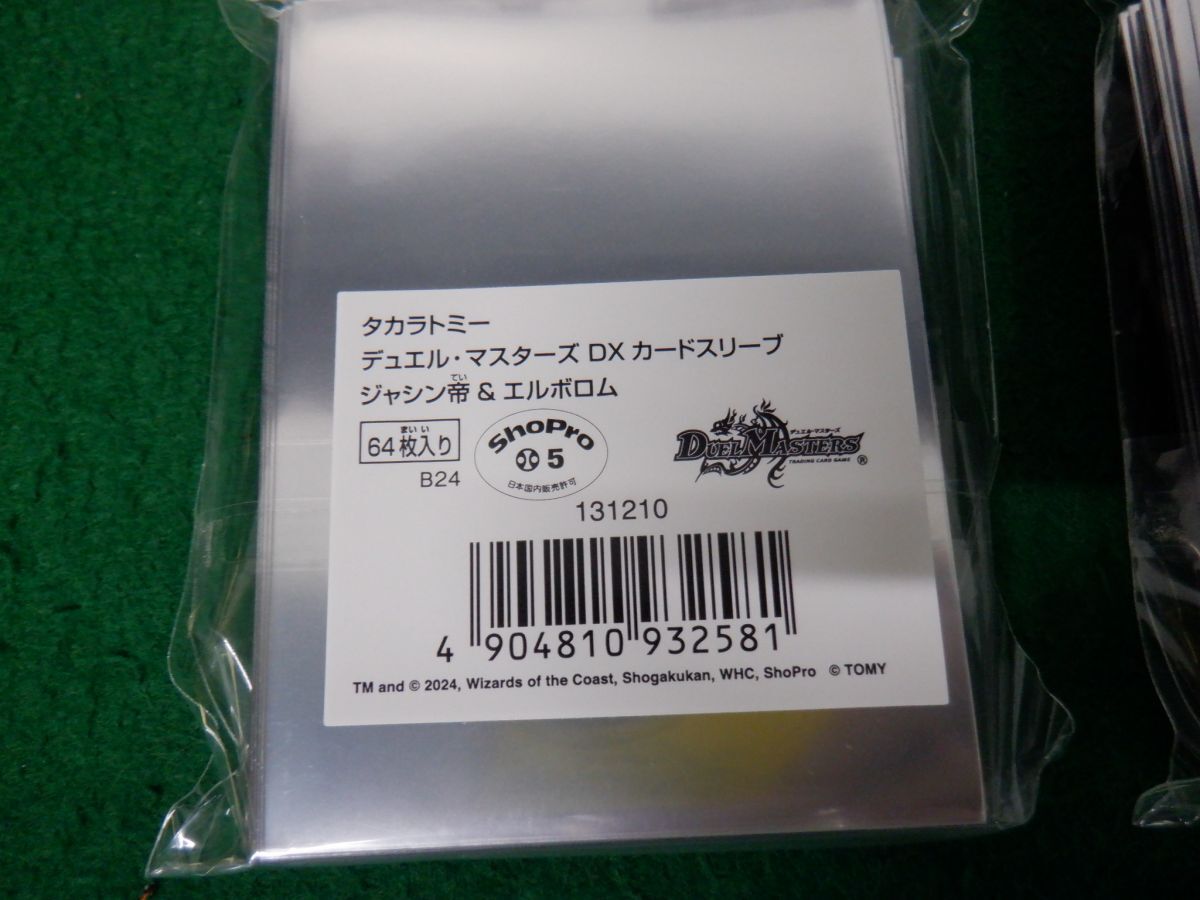 タカラトミー
デュエル・マスターズ DX カードスリーブ
てい
ジャシン帝 & エルボロム
まい い
64枚入り
B24
ShoPro
5
日本国内販売許可
デュエル・マスターズ
DUEL MASTERS
TRADING CARD GAME
®
131210
4 904810 932581
TM and © 2024, Wizards of the Coast, Shogakukan, WHC, ShoPro © TOMY